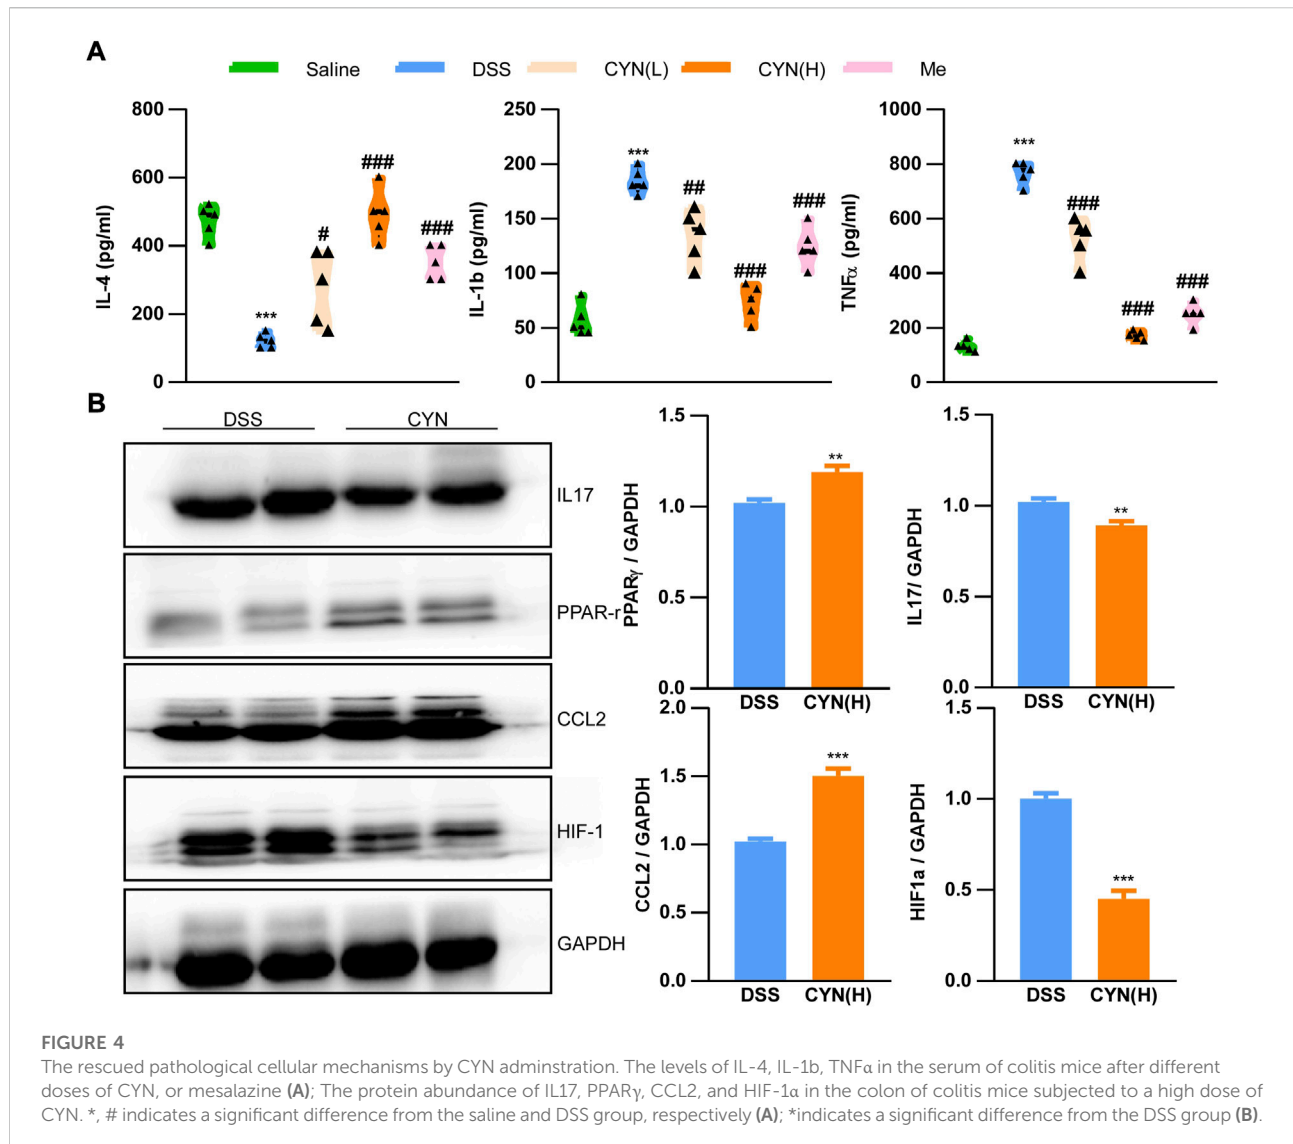 A
Saline DSS CYN(L) CYN(H) Me
IL-4 (pg/ml)
800
600
400
200
0
***
#
###
###
IL-1b (pg/ml)
250
200
150
100
50
0
***
##
###
###
TNFα (pg/ml)
1000
800
600
400
200
0
***
###
###
###
B
DSS CYN
IL17
PPAR-r
CCL2
HIF-1
GAPDH
PPARγ / GAPDH
1.5
1.0
0.5
0.0
**
DSS CYN(H)
IL17/ GAPDH
1.5
1.0
0.5
0.0
**
DSS CYN(H)
CCL2 / GAPDH
2.0
1.5
1.0
0.5
0.0
***
DSS CYN(H)
HIF1a / GAPDH
1.5
1.0
0.5
0.0
***
DSS CYN(H)
FIGURE 4
The rescued pathological cellular mechanisms by CYN adminstration. The levels of IL-4, IL-1b, TNFα in the serum of colitis mice after different
doses of CYN, or mesalazine (A); The protein abundance of IL17, PPARγ, CCL2, and HIF-1α in the colon of colitis mice subjected to a high dose of
CYN. *, # indicates a significant difference from the saline and DSS group, respectively (A); *indicates a significant difference from the DSS group (B).